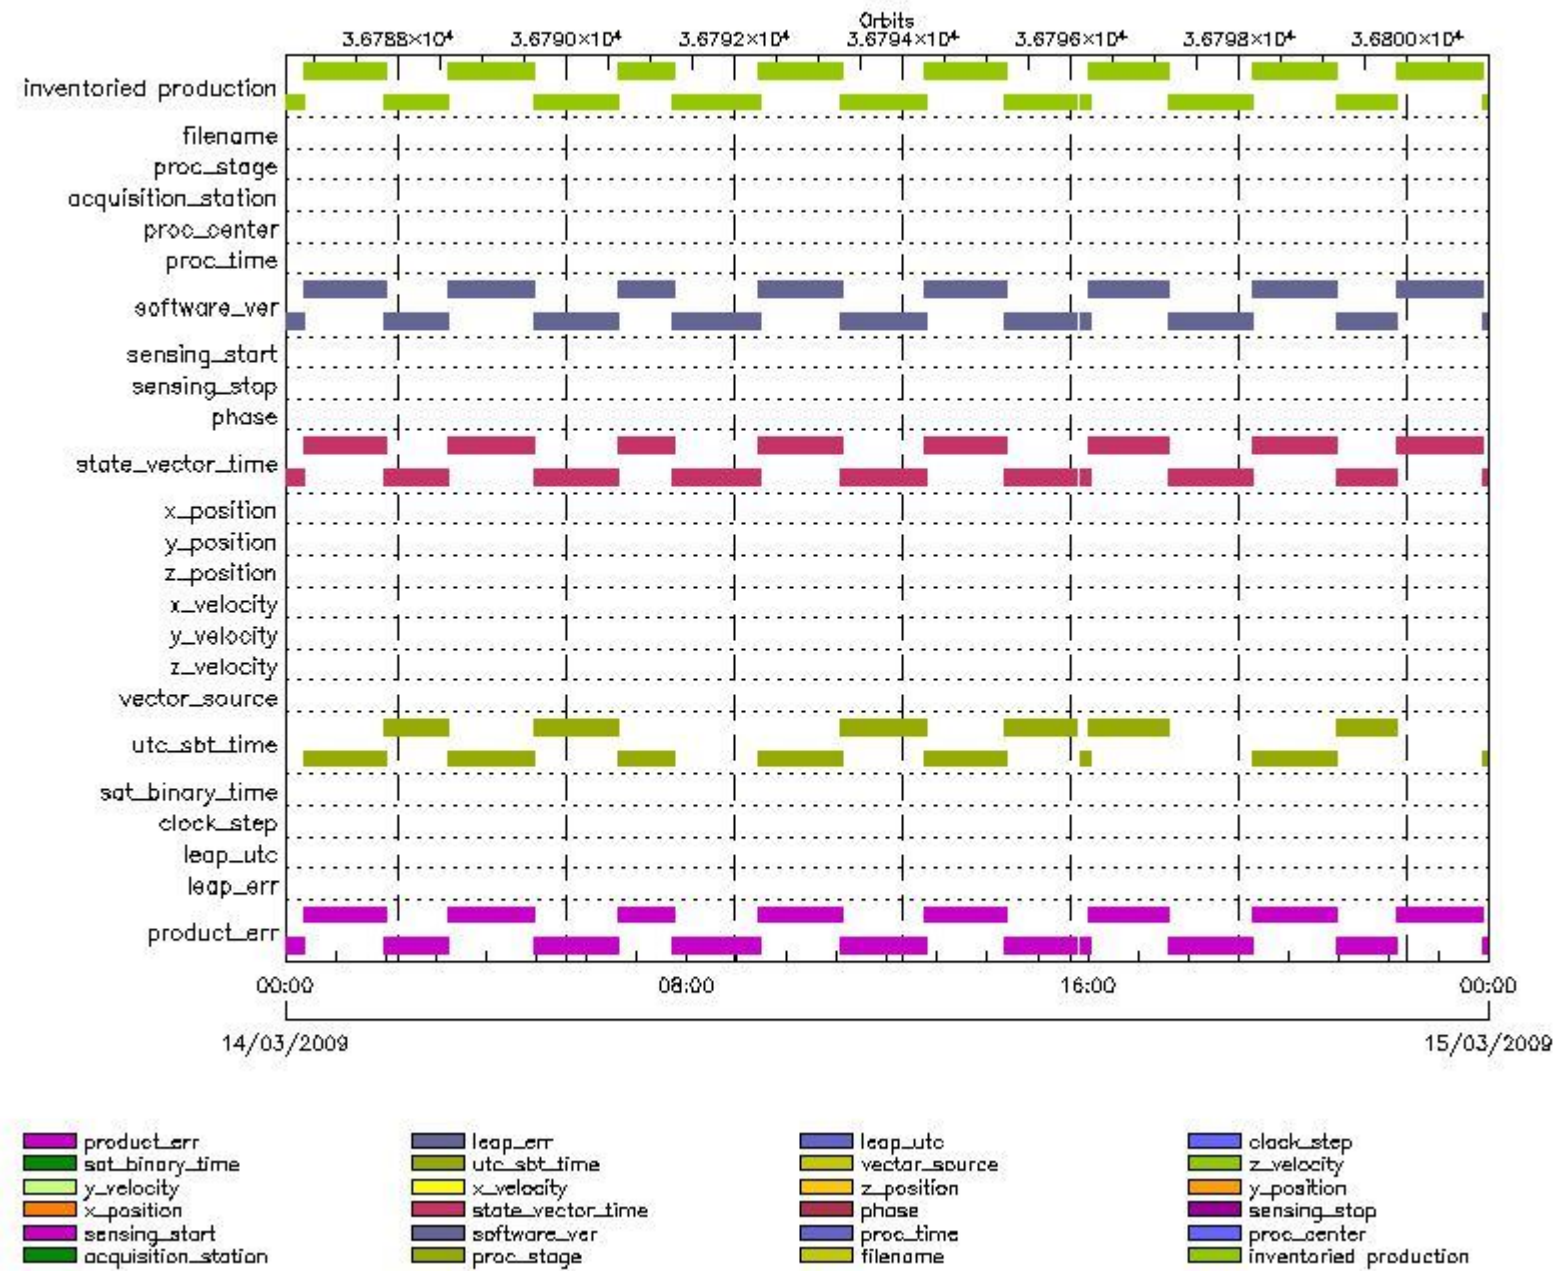 Orbits
3.6788×10⁴ 3.6790×10⁴ 3.6792×10⁴ 3.6794×10⁴ 3.6796×10⁴ 3.6798×10⁴ 3.6800×10⁴
inventoried production
filename
proc_stage
acquisition_station
proc_center
proc_time
software_ver
sensing_start
sensing_stop
phase
state_vector_time
x_position
y_position
z_position
x_velocity
y_velocity
z_velocity
vector_source
utc_sbt_time
sat_binary_time
clock_step
leap_utc
leap_err
product_err
00:00 08:00 16:00 00:00
14/03/2009 15/03/2009
product_err leap_err leap_utc clock_step
sat_binary_time utc_sbt_time vector_source z_velocity
y_velocity x_velocity z_position y_position
x_position state_vector_time phase sensing_stop
sensing_start software_ver proc_time proc_center
acquisition_station proc_stage filename inventoried production